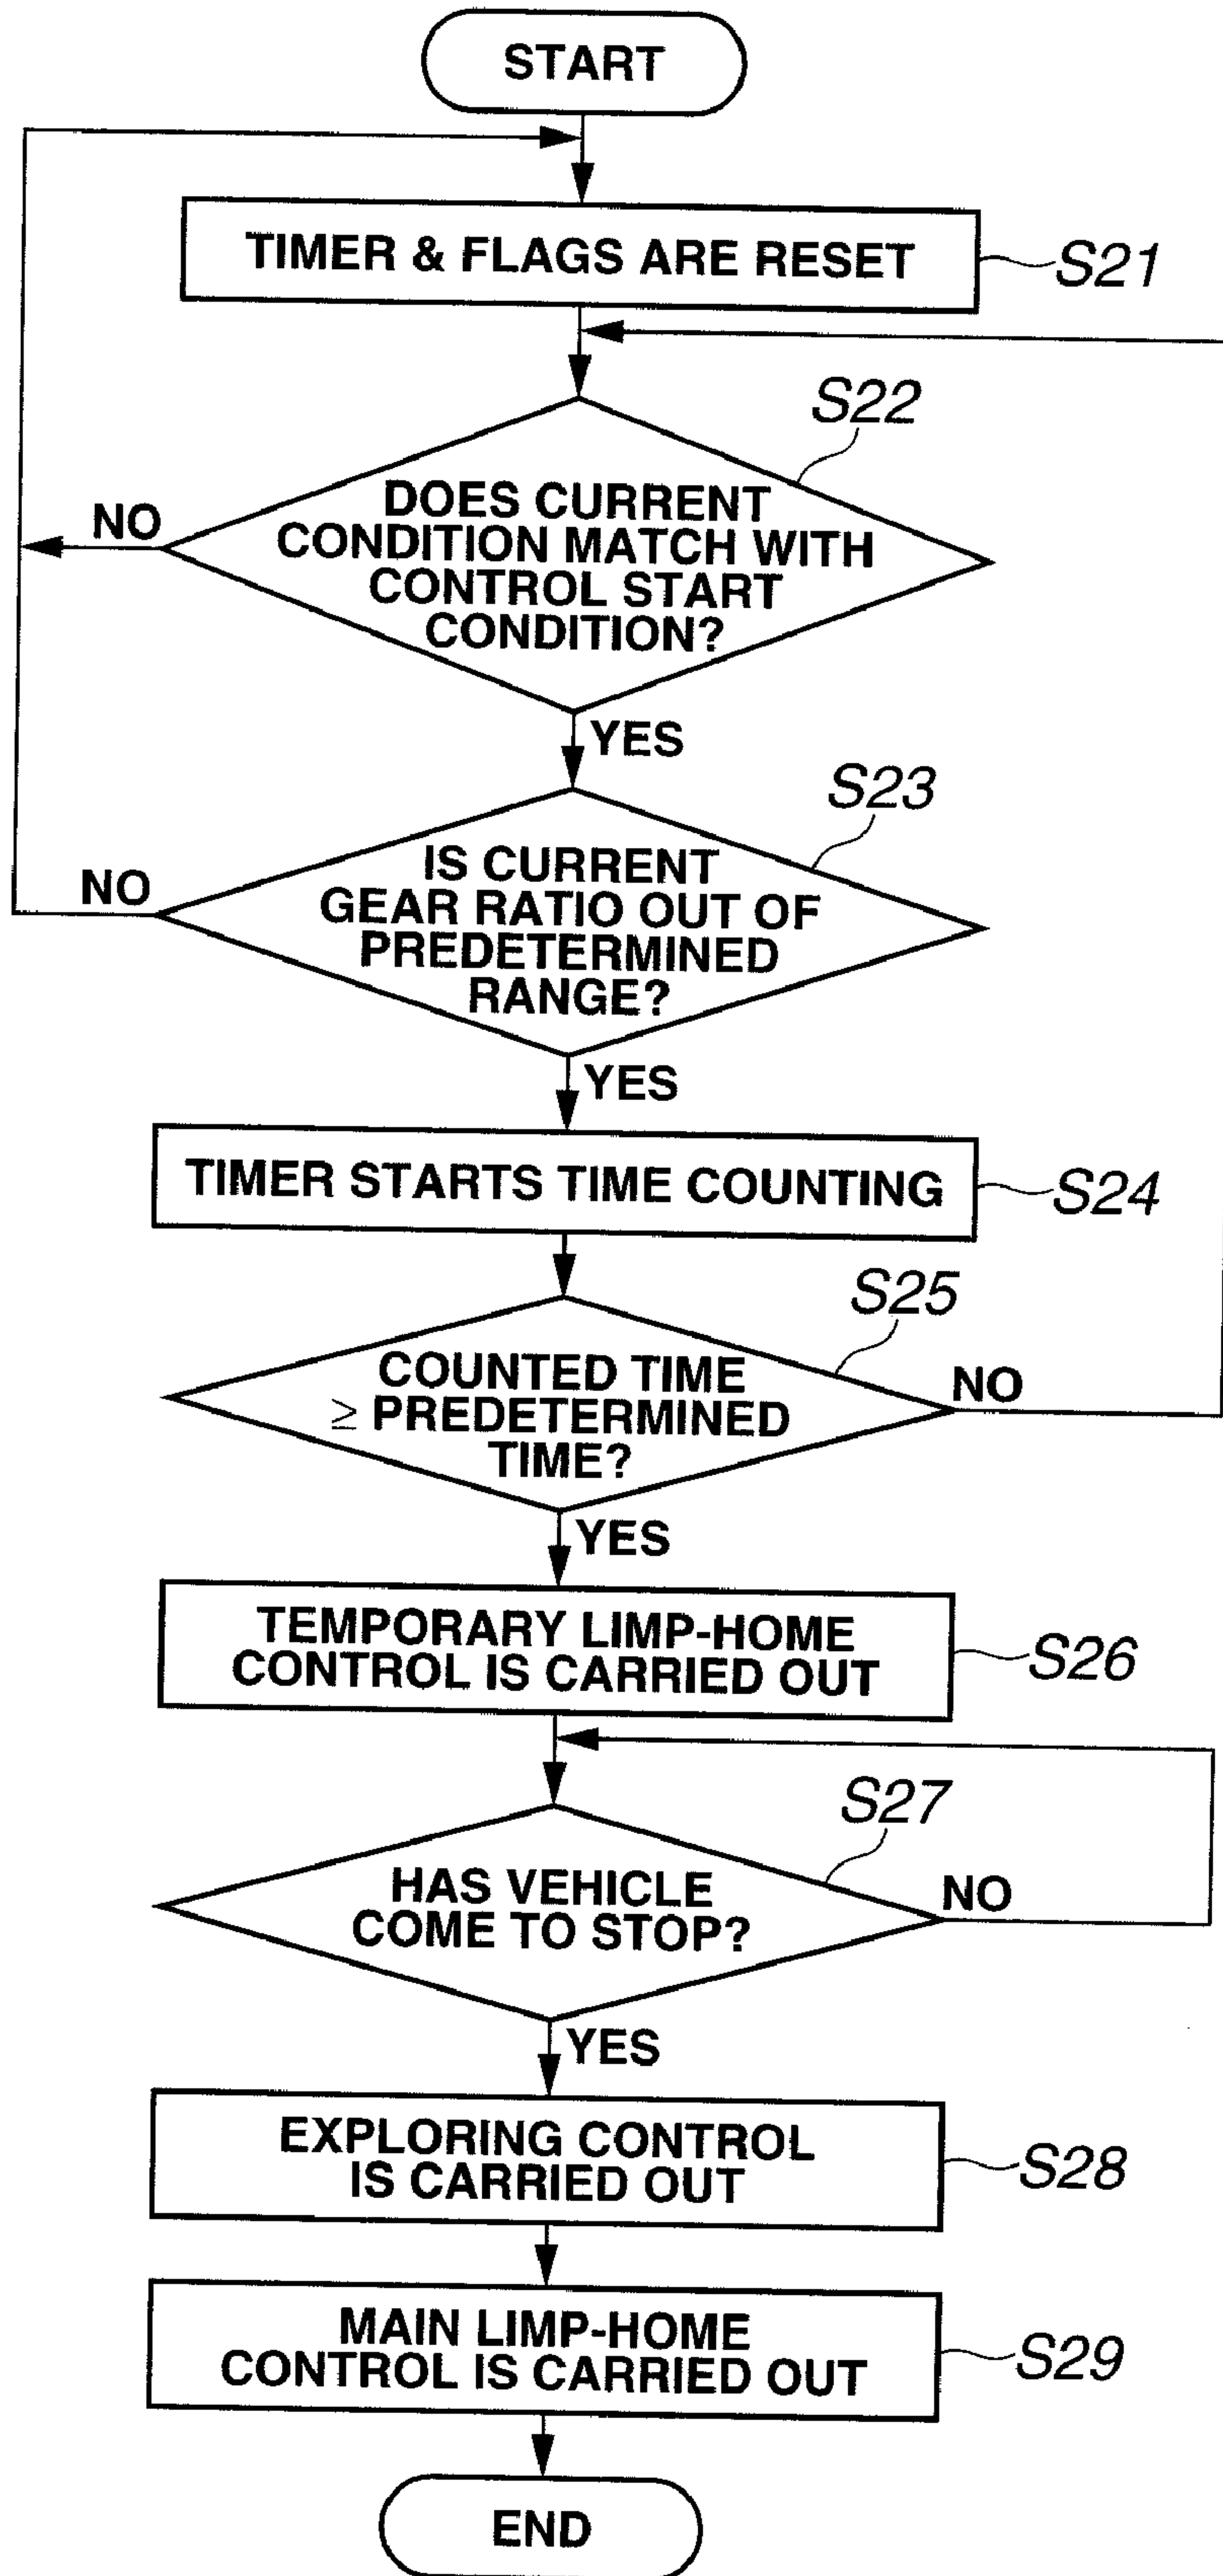 START
TIMER & FLAGS ARE RESET
S21
S22
DOES CURRENT
CONDITION MATCH WITH
CONTROL START
CONDITION?
NO
YES
S23
IS CURRENT
GEAR RATIO OUT OF
PREDETERMINED
RANGE?
NO
YES
TIMER STARTS TIME COUNTING
S24
S25
COUNTED TIME
≥ PREDETERMINED
TIME?
NO
YES
TEMPORARY LIMP-HOME
CONTROL IS CARRIED OUT
S26
S27
HAS VEHICLE
COME TO STOP?
NO
YES
EXPLORING CONTROL
IS CARRIED OUT
S28
MAIN LIMP-HOME
CONTROL IS CARRIED OUT
S29
END